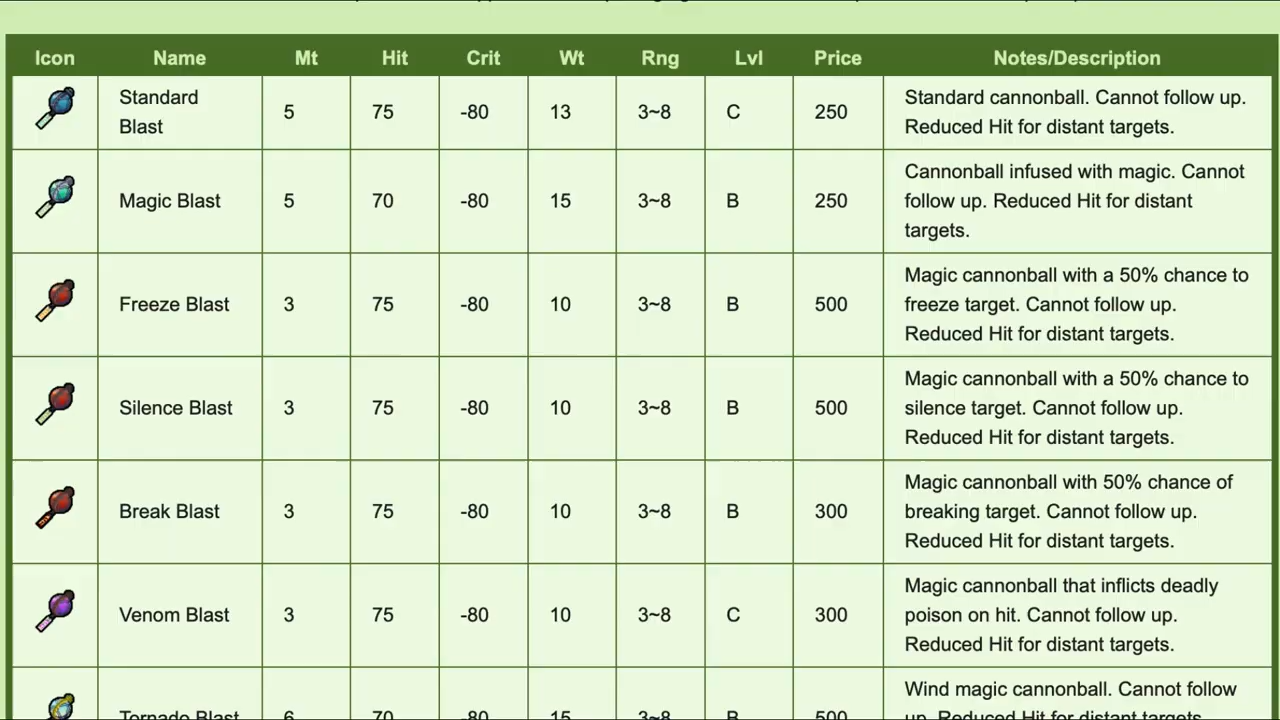 Icon Name Mt Hit Crit Wt Rng Lvl Price Notes/Description
Standard Blast 5 75 -80 13 3~8 C 250 Standard cannonball. Cannot follow up.
Reduced Hit for distant targets.
Magic Blast 5 70 -80 15 3~8 B 250 Cannonball infused with magic. Cannot
follow up. Reduced Hit for distant
targets.
Freeze Blast 3 75 -80 10 3~8 B 500 Magic cannonball with a 50% chance to
freeze target. Cannot follow up.
Reduced Hit for distant targets.
Silence Blast 3 75 -80 10 3~8 B 500 Magic cannonball with a 50% chance to
silence target. Cannot follow up.
Reduced Hit for distant targets.
Break Blast 3 75 -80 10 3~8 B 300 Magic cannonball with 50% chance of
breaking target. Cannot follow up.
Reduced Hit for distant targets.
Venom Blast 3 75 -80 10 3~8 C 300 Magic cannonball that inflicts deadly
poison on hit. Cannot follow up.
Reduced Hit for distant targets.
Tornado Blast 6 70 -80 15 3~8 B 500 Wind magic cannonball. Cannot follow
up. Reduced Hit for distant targets.